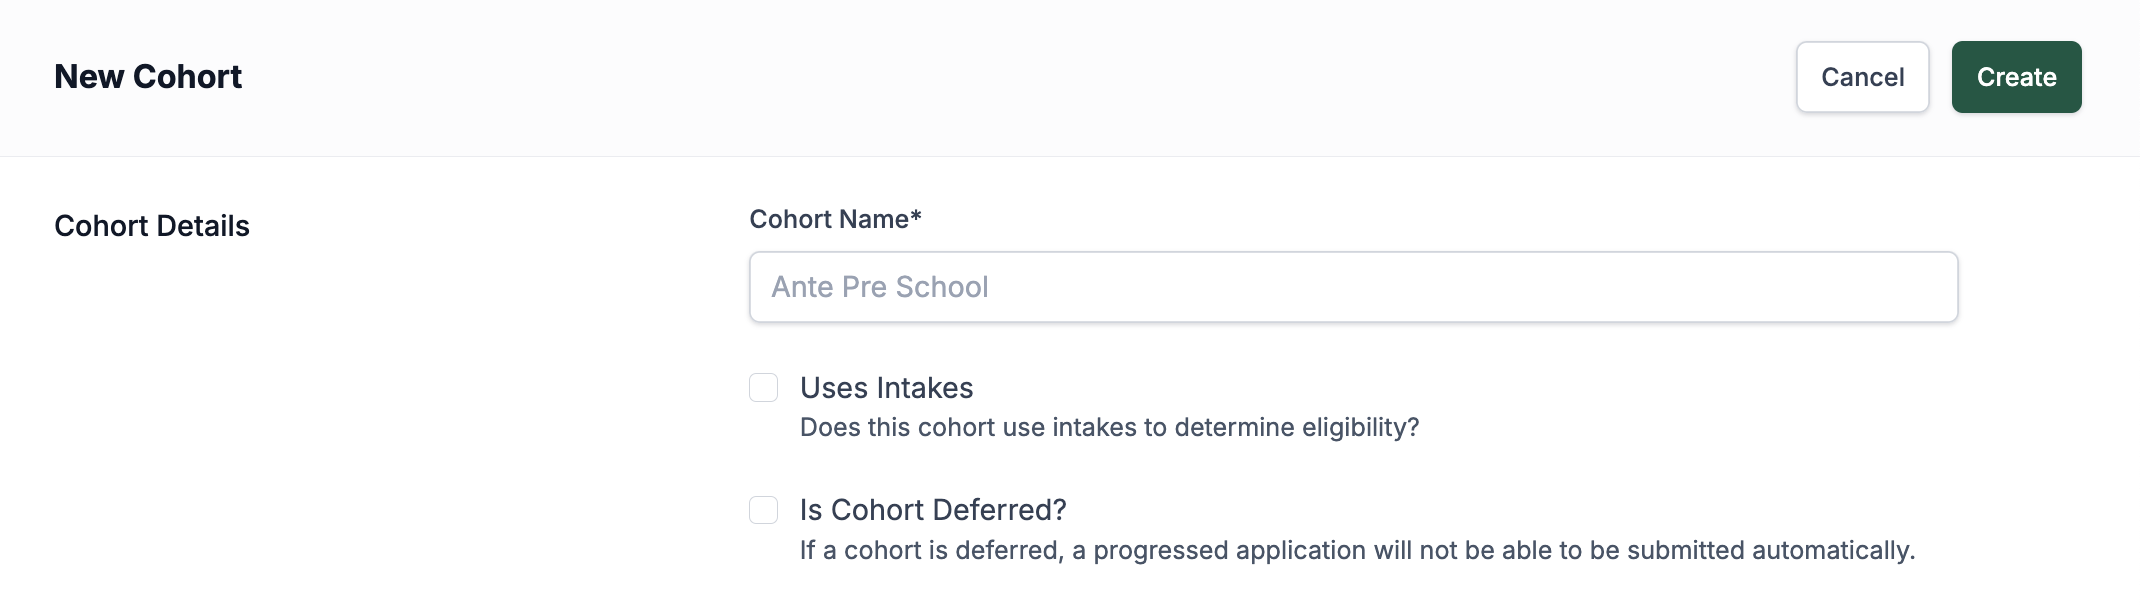 New Cohort
Cancel
Create
Cohort Details
Cohort Name*
Ante Pre School
Uses Intakes
Does this cohort use intakes to determine eligibility?
Is Cohort Deferred?
If a cohort is deferred, a progressed application will not be able to be submitted automatically.